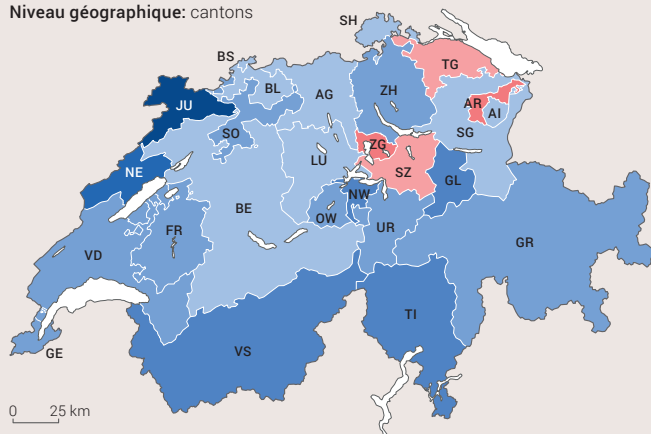 Niveau géographique: cantons
SH
BS
TG
BL
ZH
AG
JU
AR
AI
SO
SG
ZG
LU
NE
SZ
GL
NW
BE
OW
UR
FR
GR
VD
TI
VS
GE
0 25 km